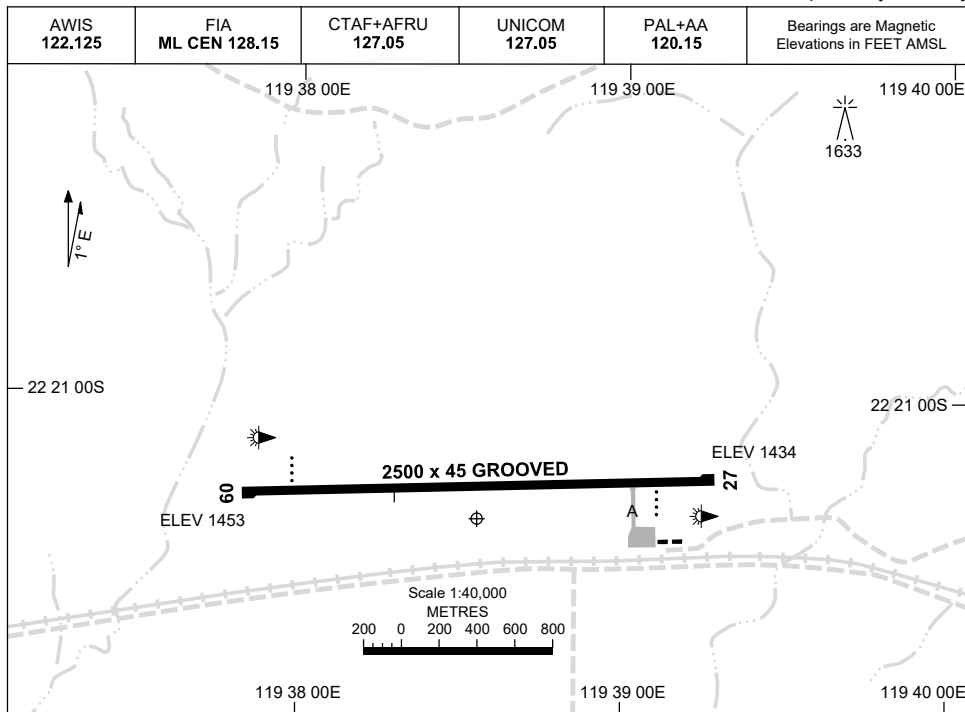 AWIS
122.125
FIA
ML CEN 128.15
CTAF+AFRU
127.05
UNICOM
127.05
PAL+AA
120.15
Bearings are Magnetic
Elevations in FEET AMSL
119 38 00E
119 39 00E
119 40 00E
1633
1° E
22 21 00S
22 21 00S
ELEV 1434
2500 x 45 GROOVED
09
27
ELEV 1453
A
Scale 1:40,000
METRES
200 0 200 400 600 800
119 38 00E
119 39 00E
119 40 00E